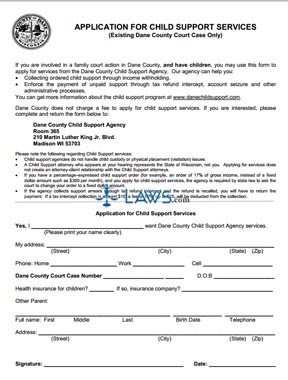 APPLICATION FOR CHILD SUPPORT SERVICES
(Existing Dane County Court Case Only)
If you are involved in a family court action in Dane County, and have children, you may use this form to
apply for services from the Dane County Child Support Agency. Our agency can help you:
• Collecting ordered child support through income withholding.
• Enforce the payment of unpaid support through tax refund intercept, account seizure and other
administrative processes.
You can get more information about the child support program at www.danechildsupport.com.
Dane County does not charge a fee to apply for child support services. If you are interested, please
complete and return the form below to:
Dane County Child Support Agency
Room 365
210 Martin Luther King Jr. Blvd.
Madison WI 53703
Please note the following regarding Child Support services:
• Child support agencies do not handle child custody or physical placement (visitation) issues.
• A Child Support attorney who appears at your hearing represents the State of Wisconsin, not you. Applying for services does
not create an attorney-client relationship with the Child Support attorneys.
• If you have a percentage-expressed child support order (for example, an order of 17% of gross income, instead of a fixed
dollar amount such as $300 per month), and you apply for child support services, the agency is required by state law to ask the
court to change your order to a fixed dollar amount.
• If the agency collects support arrears through tax refund intercept and the refund is recalled, you will have to return the
payment. If a tax intercept collection is $10 a fee will be deducted from the collection.
LAWS.com
Application for Child Support Services
Yes, I want Dane County Child Support Agency services.
(Please print your name clearly)
My address:
(Street) (City) (State) (Zip)
Phone: Home Work Cell
Dane County Court Case Number D.O.B
Health insurance for children? If so, insurance company?
Other Parent:
Full name: First Middle Last Birth Date Telephone
Address:
(Street) (City) (State) (Zip)
Signature: Date: